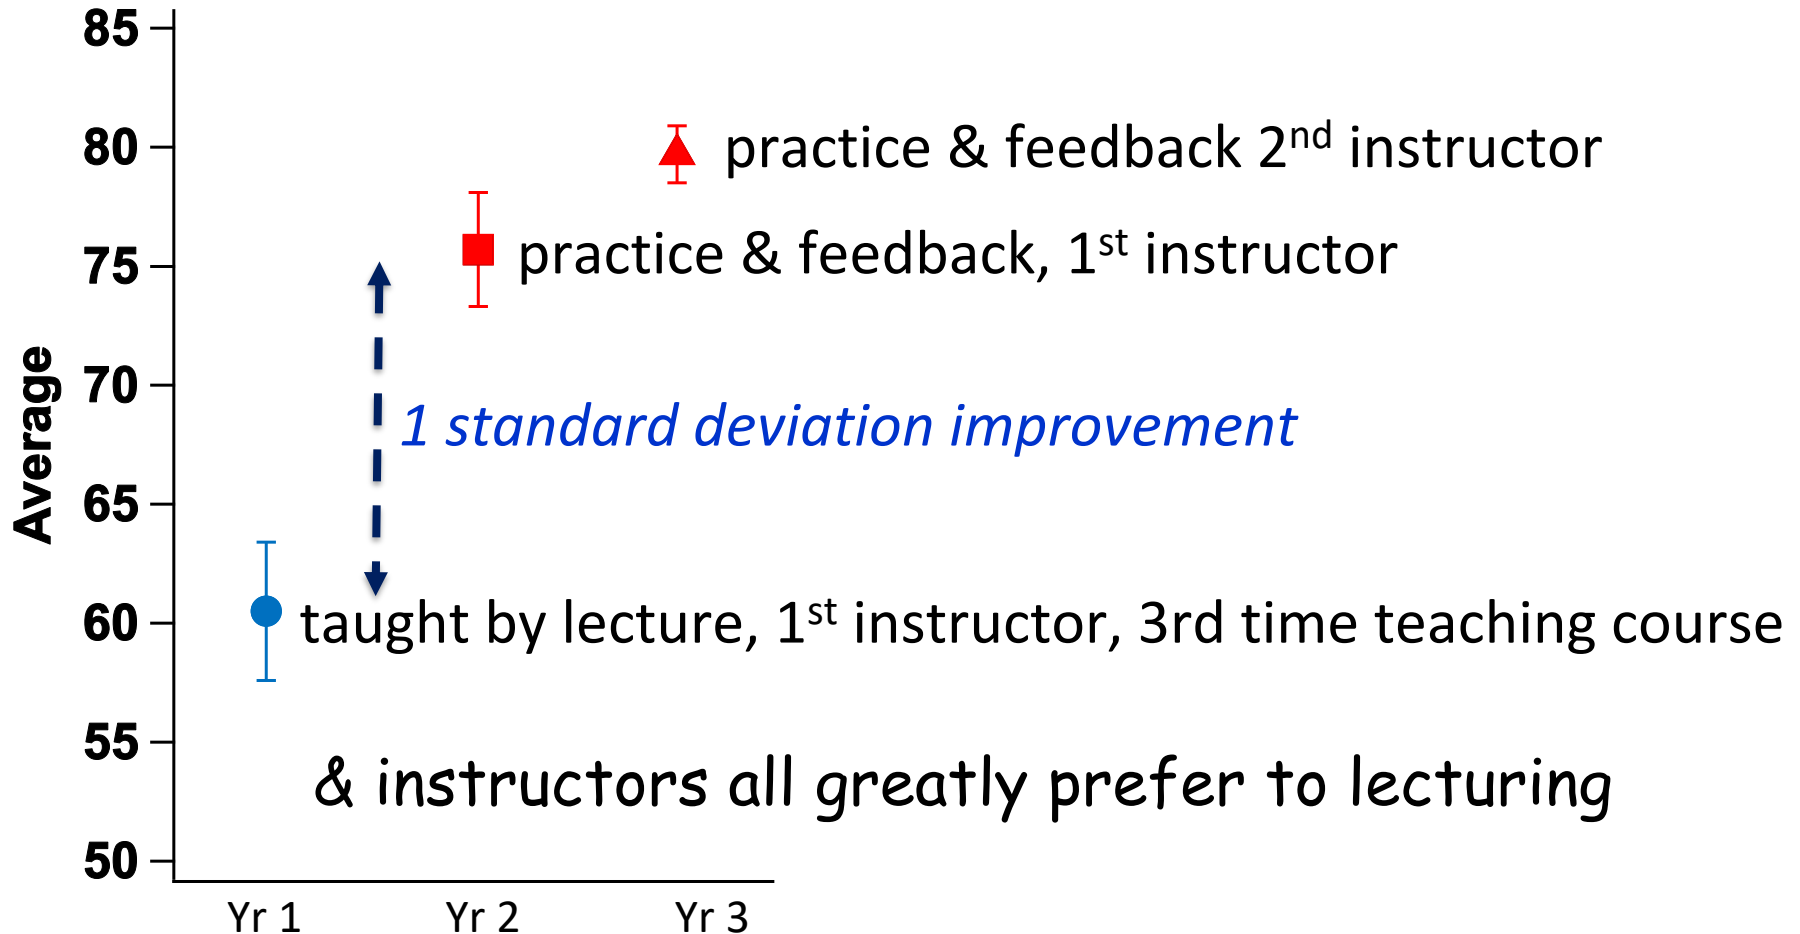 85
80
75
70
65
60
55
50
Average
practice & feedback 2nd instructor
practice & feedback, 1st instructor
1 standard deviation improvement
taught by lecture, 1st instructor, 3rd time teaching course
& instructors all greatly prefer to lecturing
Yr 1 Yr 2 Yr 3